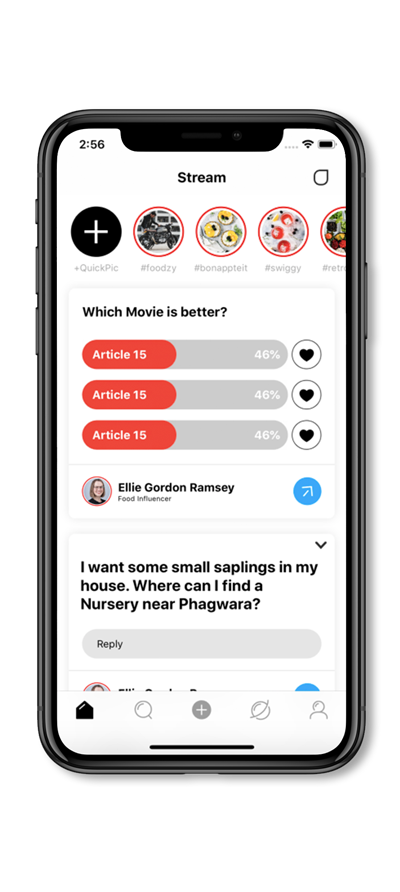 2:56
Stream
+QuickPic
#foodzy
#bonappteit
#swiggy
#retr
Which Movie is better?
Article 15 46%
Article 15 46%
Article 15 46%
Ellie Gordon Ramsey
Food Influencer
I want some small saplings in my
house. Where can I find a
Nursery near Phagwara?
Reply